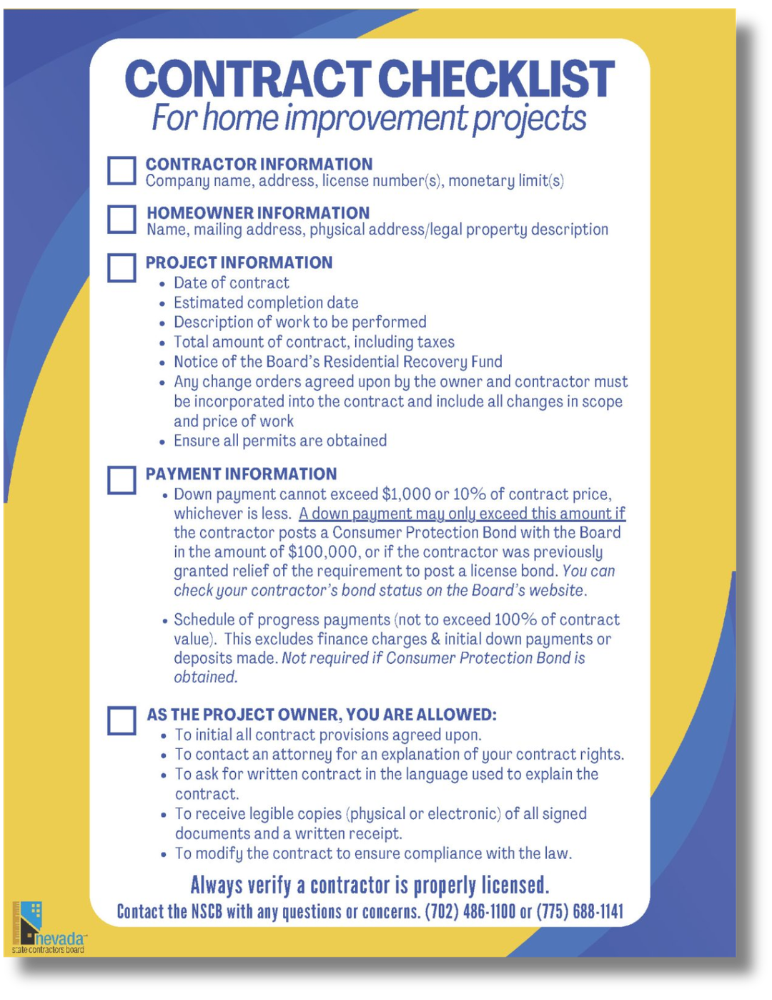 CONTRACT CHECKLIST
For home improvement projects
CONTRACTOR INFORMATION
Company name, address, license number(s), monetary limit(s)
HOMEOWNER INFORMATION
Name, mailing address, physical address/legal property description
PROJECT INFORMATION
• Date of contract
• Estimated completion date
• Description of work to be performed
• Total amount of contract, including taxes
• Notice of the Board's Residential Recovery Fund
• Any change orders agreed upon by the owner and contractor must
be incorporated into the contract and include all changes in scope
and price of work
• Ensure all permits are obtained
PAYMENT INFORMATION
• Down payment cannot exceed $1,000 or 10% of contract price,
whichever is less. A down payment may only exceed this amount if
the contractor posts a Consumer Protection Bond with the Board
in the amount of $100,000, or if the contractor was previously
granted relief of the requirement to post a license bond. You can
check your contractor's bond status on the Board's website.
• Schedule of progress payments (not to exceed 100% of contract
value). This excludes finance charges & initial down payments or
deposits made. Not required if Consumer Protection Bond is
obtained.
AS THE PROJECT OWNER, YOU ARE ALLOWED:
• To initial all contract provisions agreed upon.
• To contact an attorney for an explanation of your contract rights.
• To ask for written contract in the language used to explain the
contract.
• To receive legible copies (physical or electronic) of all signed
documents and a written receipt.
• To modify the contract to ensure compliance with the law.
Always verify a contractor is properly licensed.
Contact the NSCB with any questions or concerns. (702) 486-1100 or (775) 688-1141
nevada
state contractors board